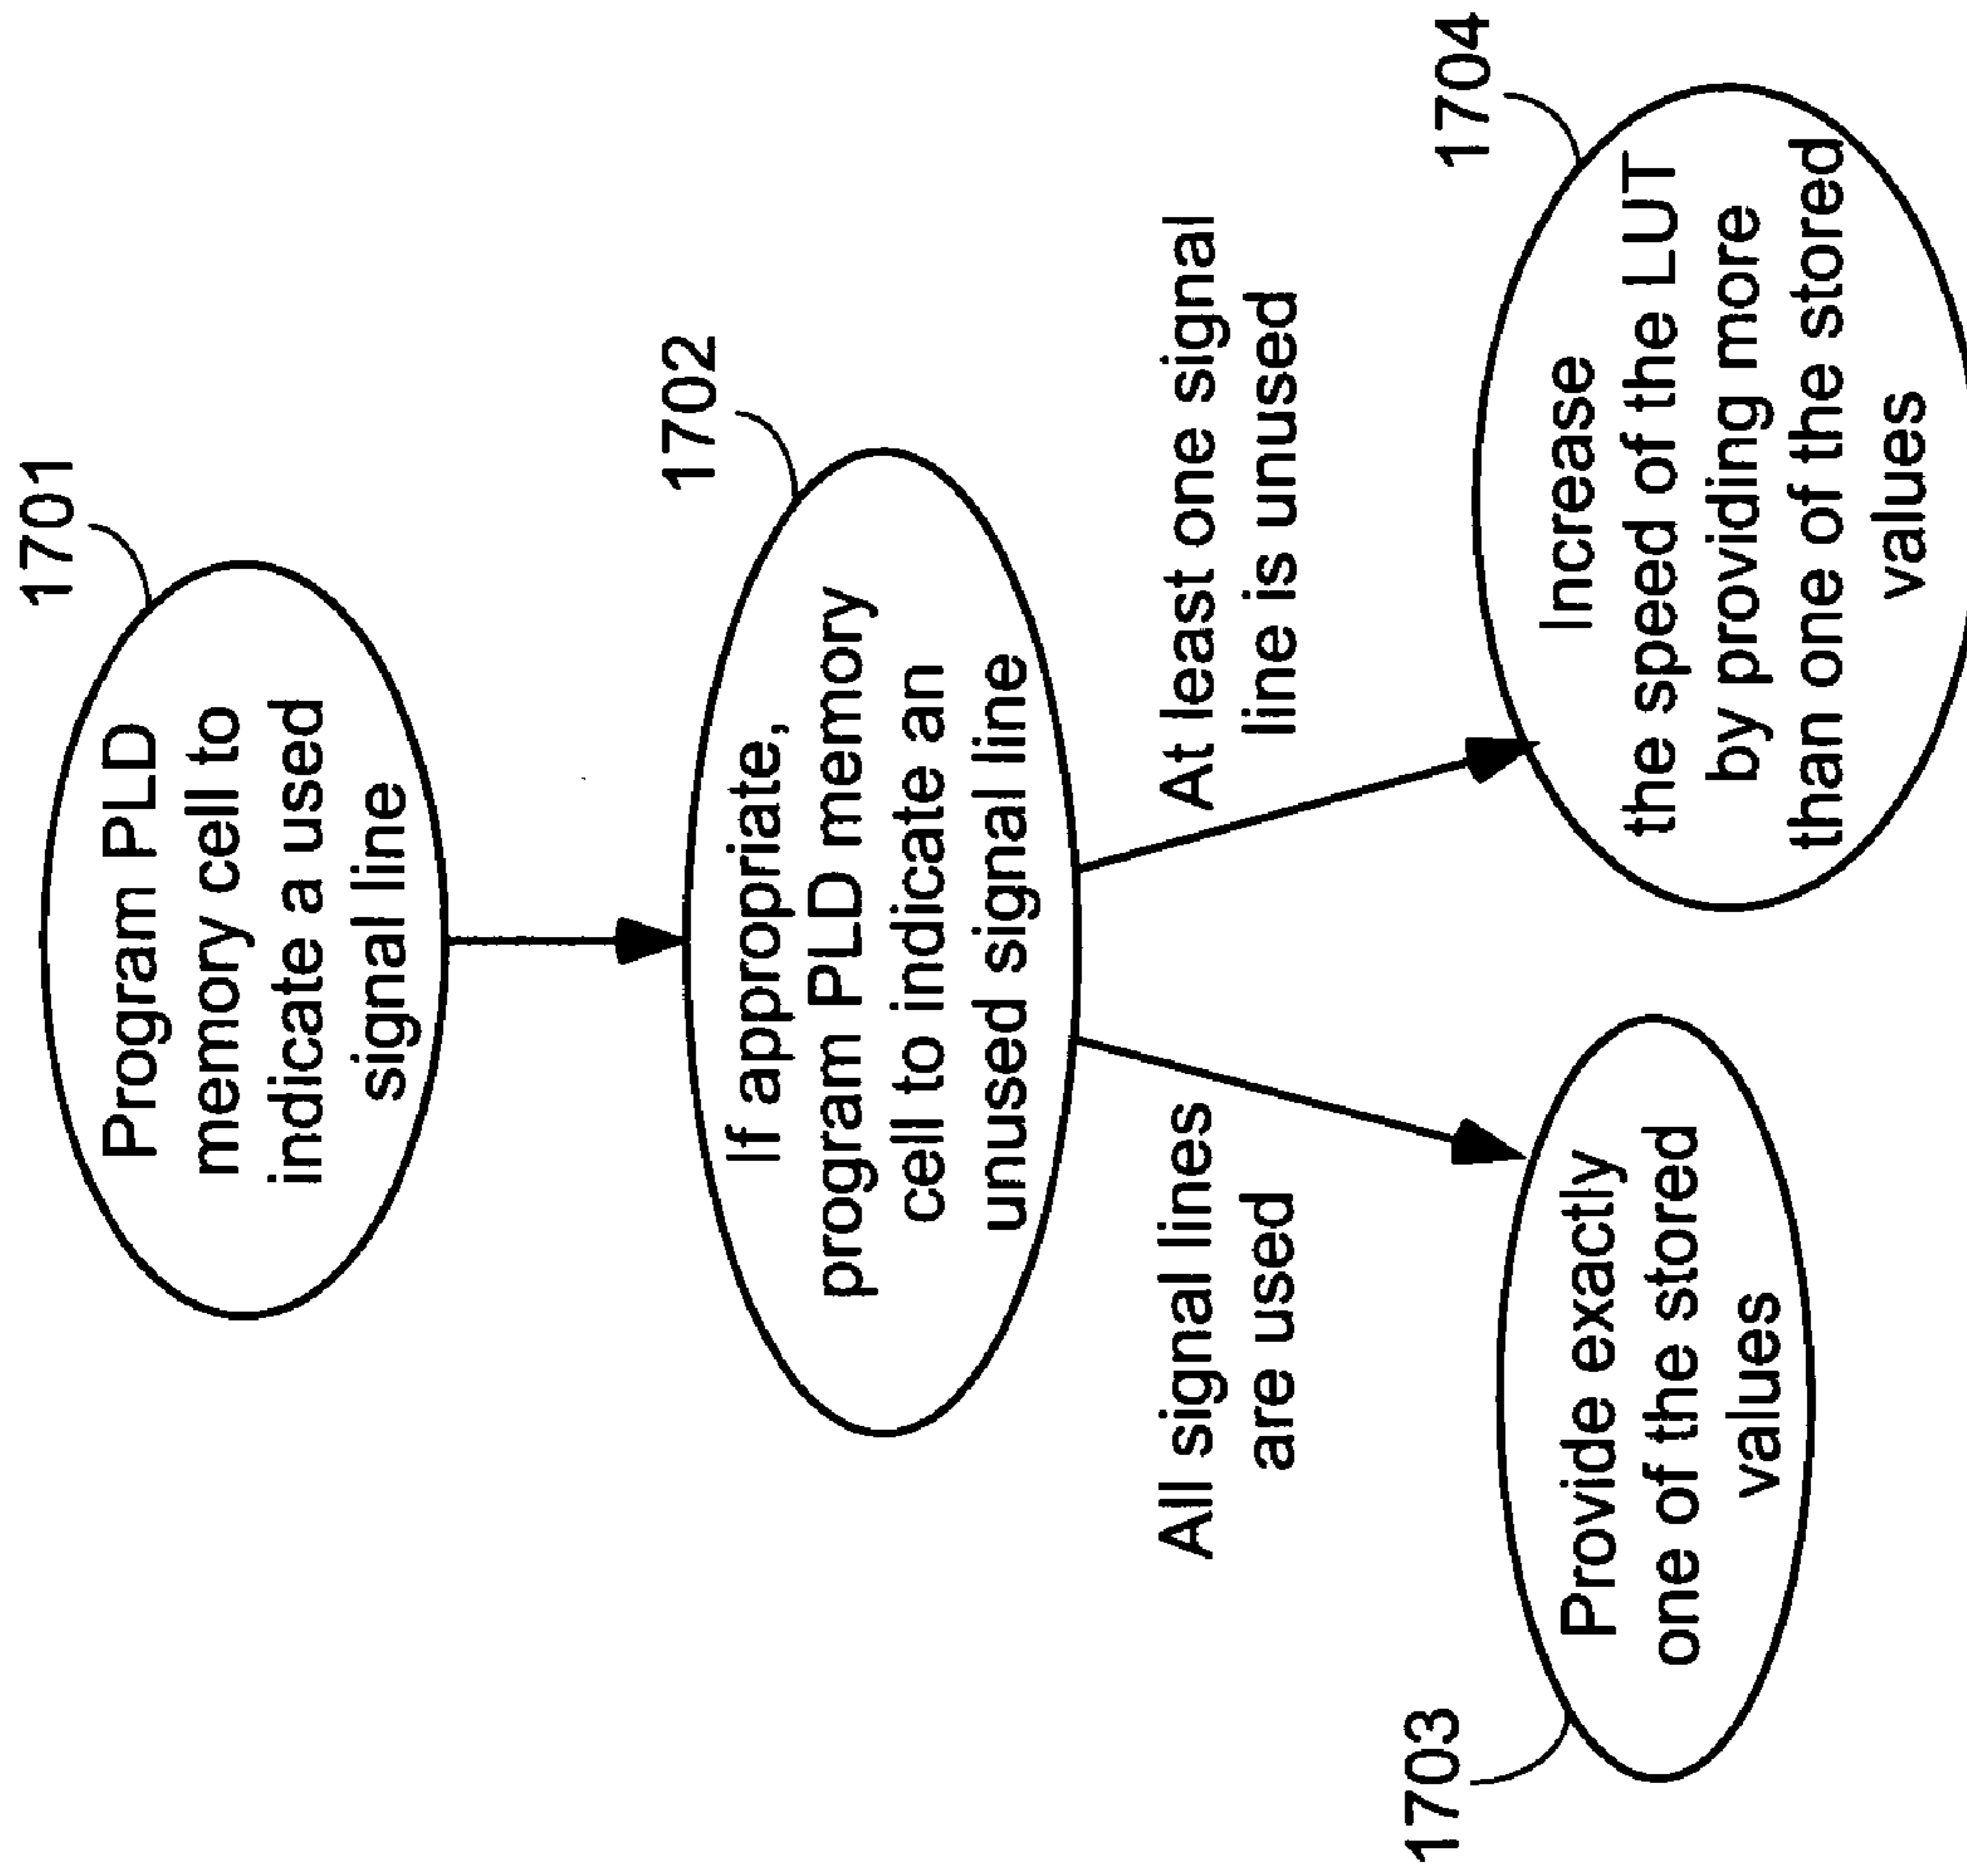 1701
Program PLD
memory cell to
indicate a used
signal line
1702
If appropriate,
program PLD memory
cell to indicate an
unused signal line
All signal lines
are used
At least one signal
line is unused
1703
Provide exactly
one of the stored
values
1704
Increase
the speed of the LUT
by providing more
than one of the stored
values